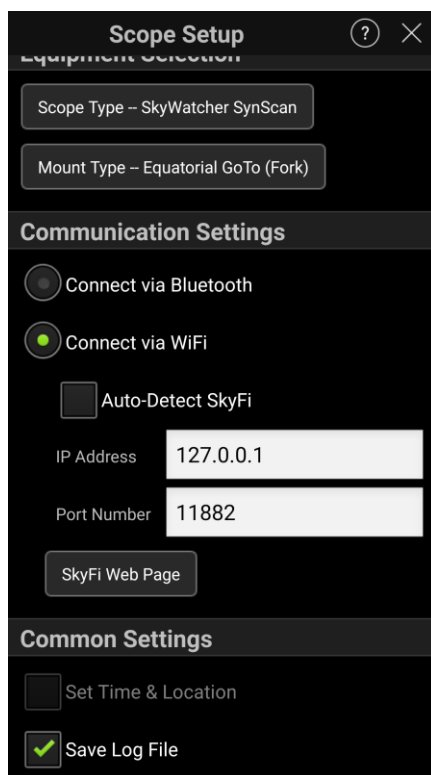 Scope Setup
?
Equipment Selection
Scope Type -- SkyWatcher SynScan
Mount Type -- Equatorial GoTo (Fork)
Communication Settings
Connect via Bluetooth
Connect via WiFi
Auto-Detect SkyFi
IP Address 127.0.0.1
Port Number 11882
SkyFi Web Page
Common Settings
Set Time & Location
Save Log File